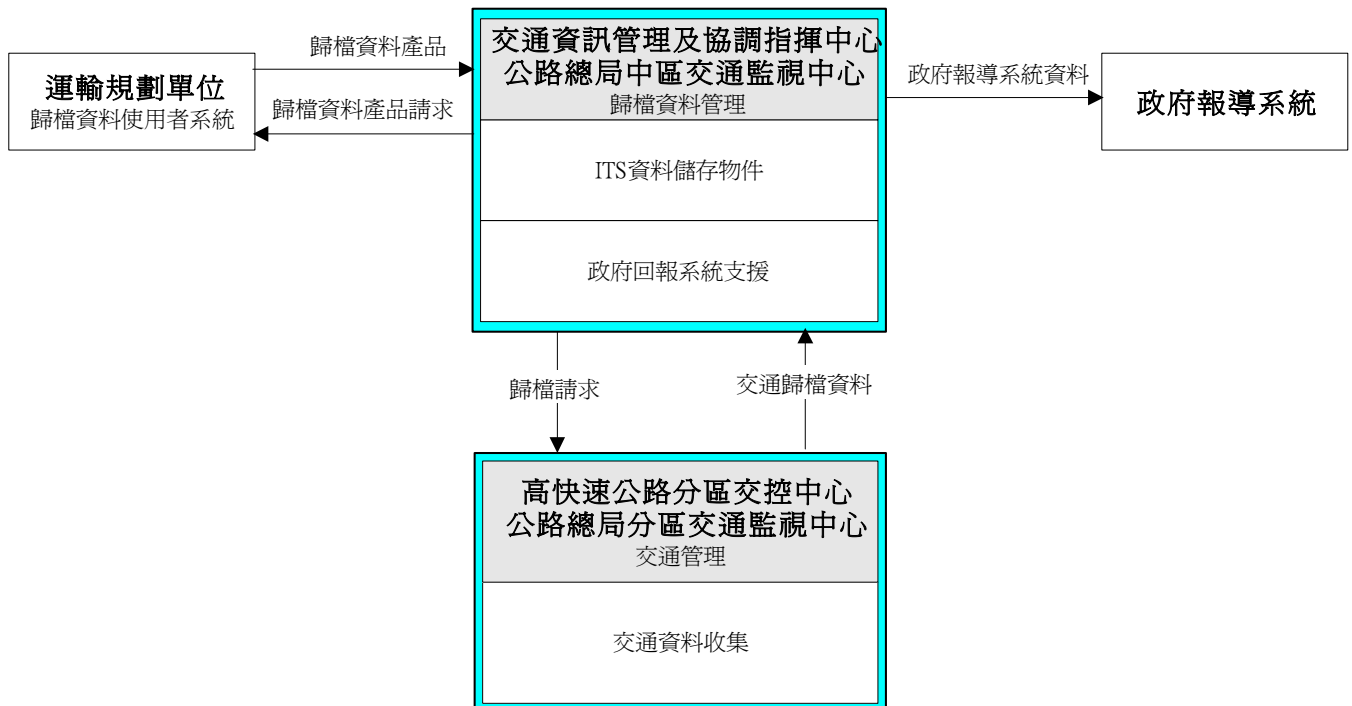 運輸規劃單位
歸檔資料使用者系統
歸檔資料產品
歸檔資料產品請求
交通資訊管理及協調指揮中心
公路總局中區交通監視中心
歸檔資料管理
ITS資料儲存物件
政府回報系統支援
政府報導系統資料
政府報導系統
歸檔請求
交通歸檔資料
高快速公路分區交控中心
公路總局分區交通監視中心
交通管理
交通資料收集